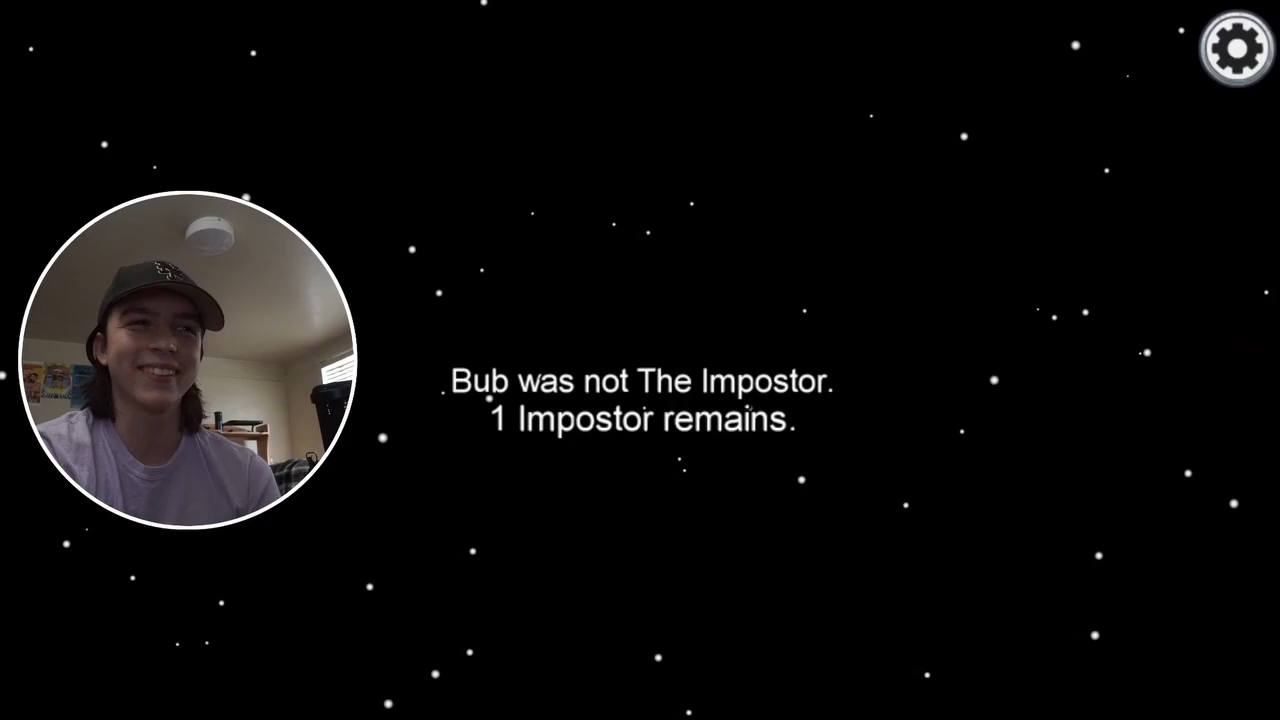 Bub was not The Impostor.
1 Impostor remains.